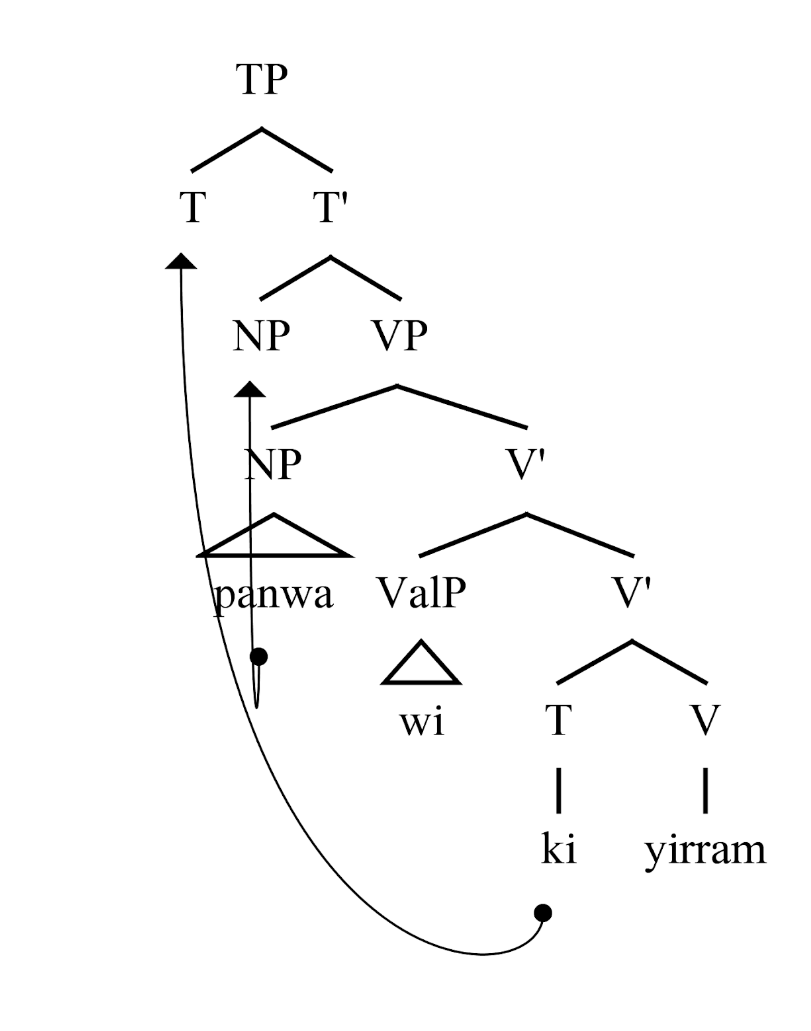 TP
T T'
NP VP
NP V'
panwa ValP V'
wi T V
ki yirram